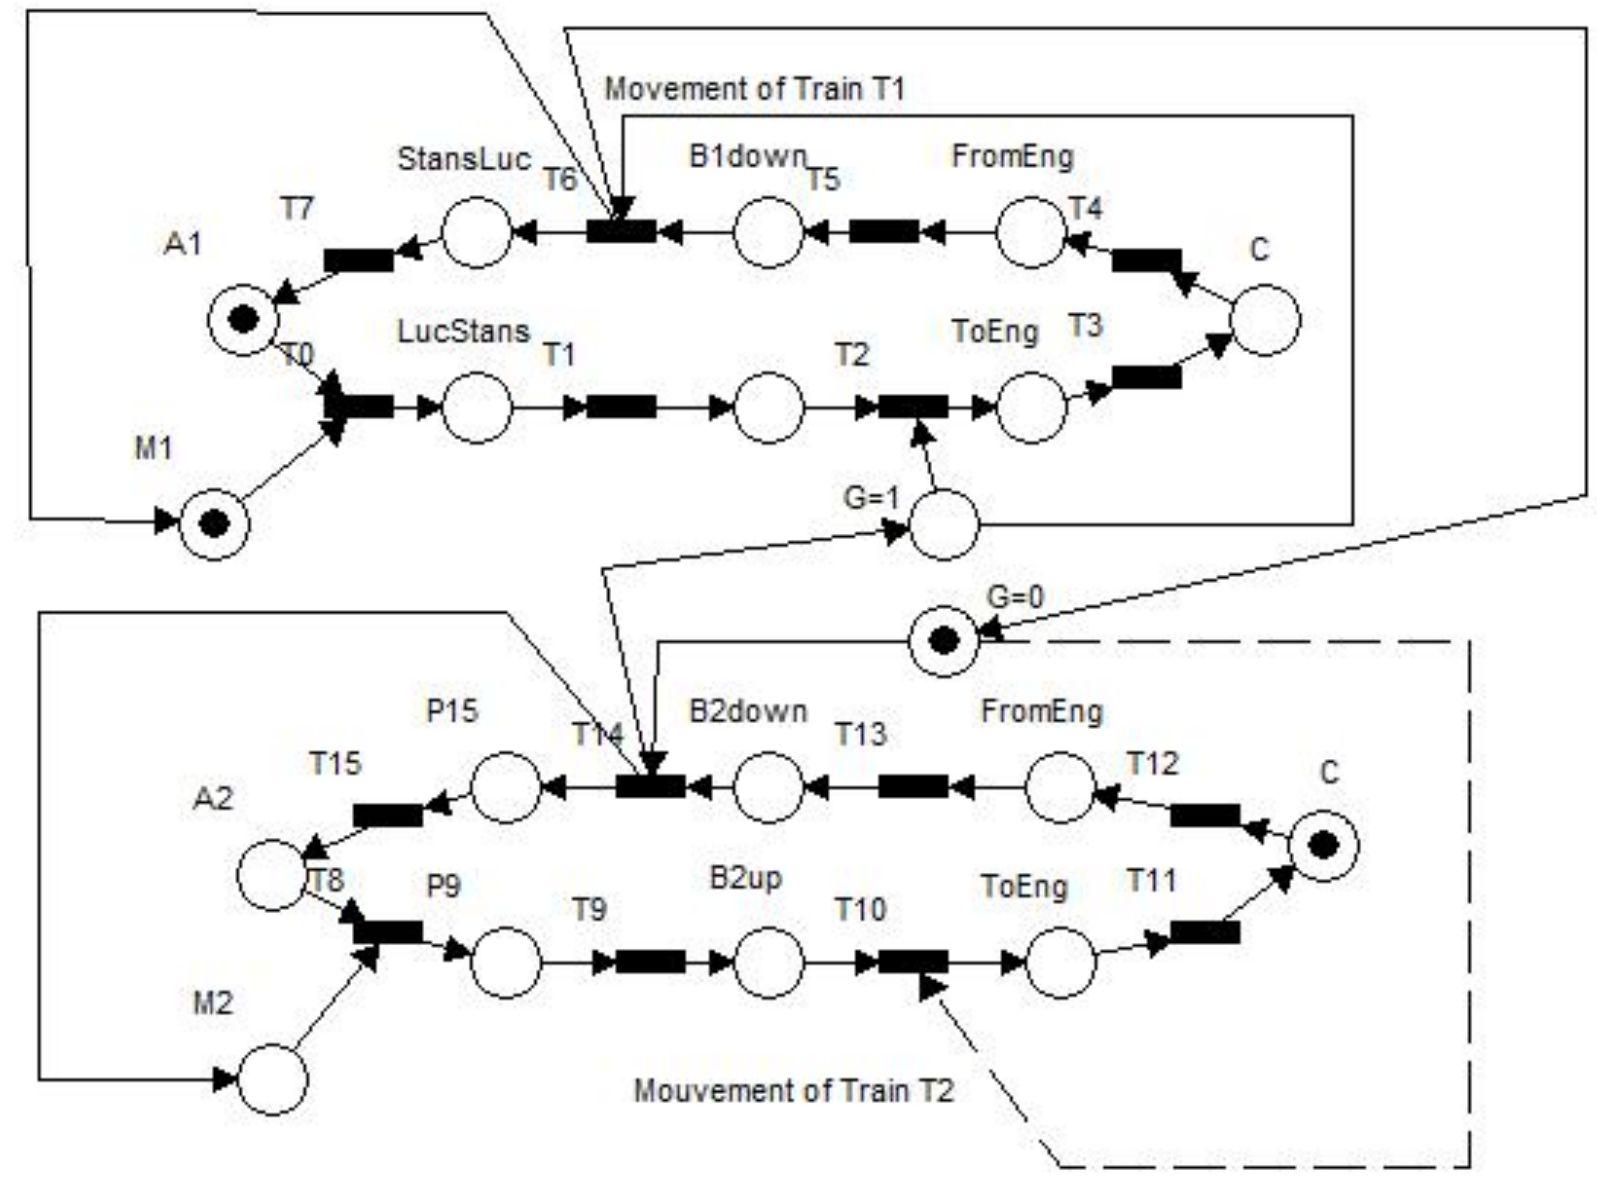 Movement of Train T1
StansLuc
T6
B1down
T5
FromEng
T7
T4
A1
C
LucStans
T0
T1
T2
ToEng
T3
M1
G=1
G=0
P15
T14
B2down
T13
FromEng
T15
T12
A2
C
T8
P9
T9
B2up
T10
ToEng
T11
M2
Mouvement of Train T2